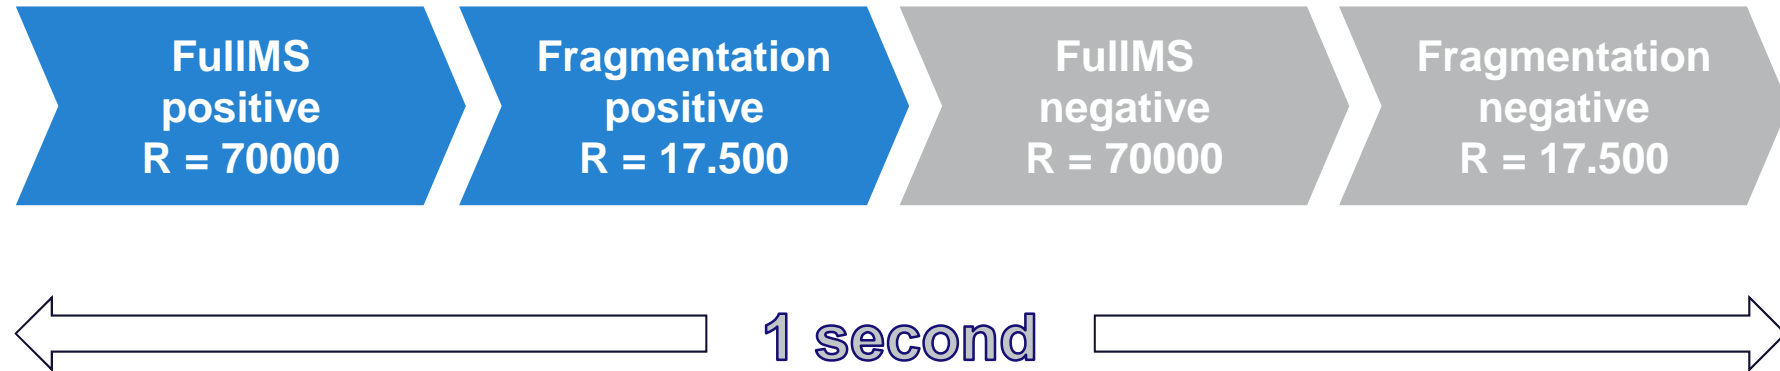 FullMS
positive
R = 70000
Fragmentation
positive
R = 17.500
FullMS
negative
R = 70000
Fragmentation
negative
R = 17.500
1 second